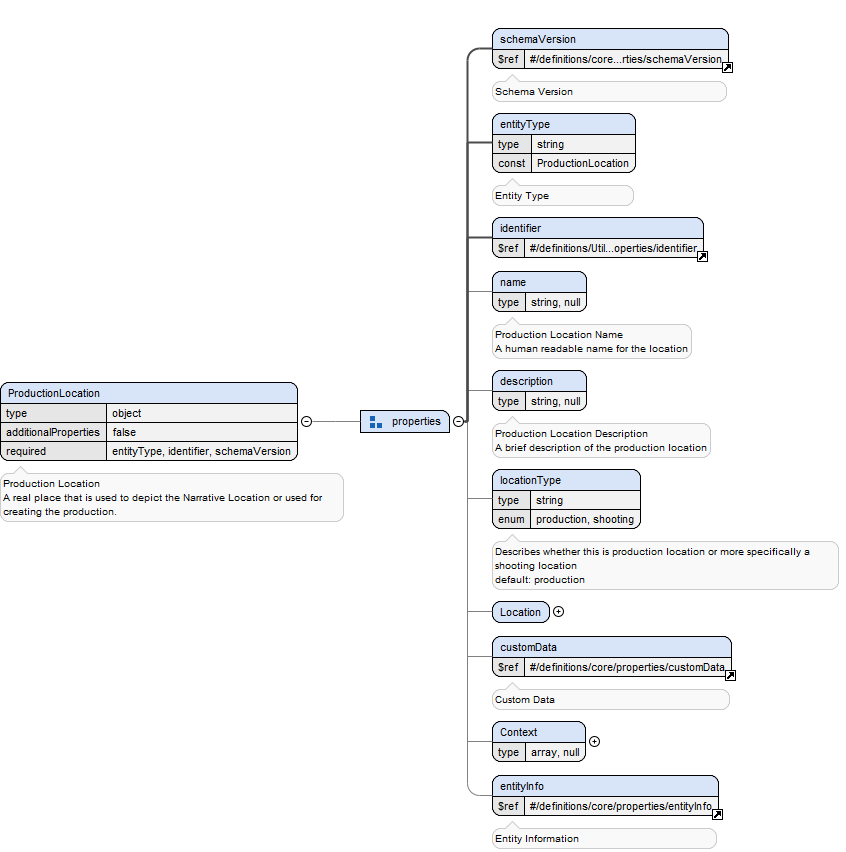 schemaVersion
$ref #/definitions/core...rties/schemaVersion
Schema Version
entityType
type string
const ProductionLocation
Entity Type
identifier
$ref #/definitions/Util...operties/identifier
name
type string, null
Production Location Name
A human readable name for the location
ProductionLocation
type object
additionalProperties false
required entityType, identifier, schemaVersion
Production Location
A real place that is used to depict the Narrative Location or used for
creating the production.
properties
description
type string, null
Production Location Description
A brief description of the production location
locationType
type string
enum production, shooting
Describes whether this is production location or more specifically a
shooting location
default: production
Location
customData
$ref #/definitions/core/properties/customData
Custom Data
Context
type array, null
entityInfo
$ref #/definitions/core/properties/entityInfo
Entity Information